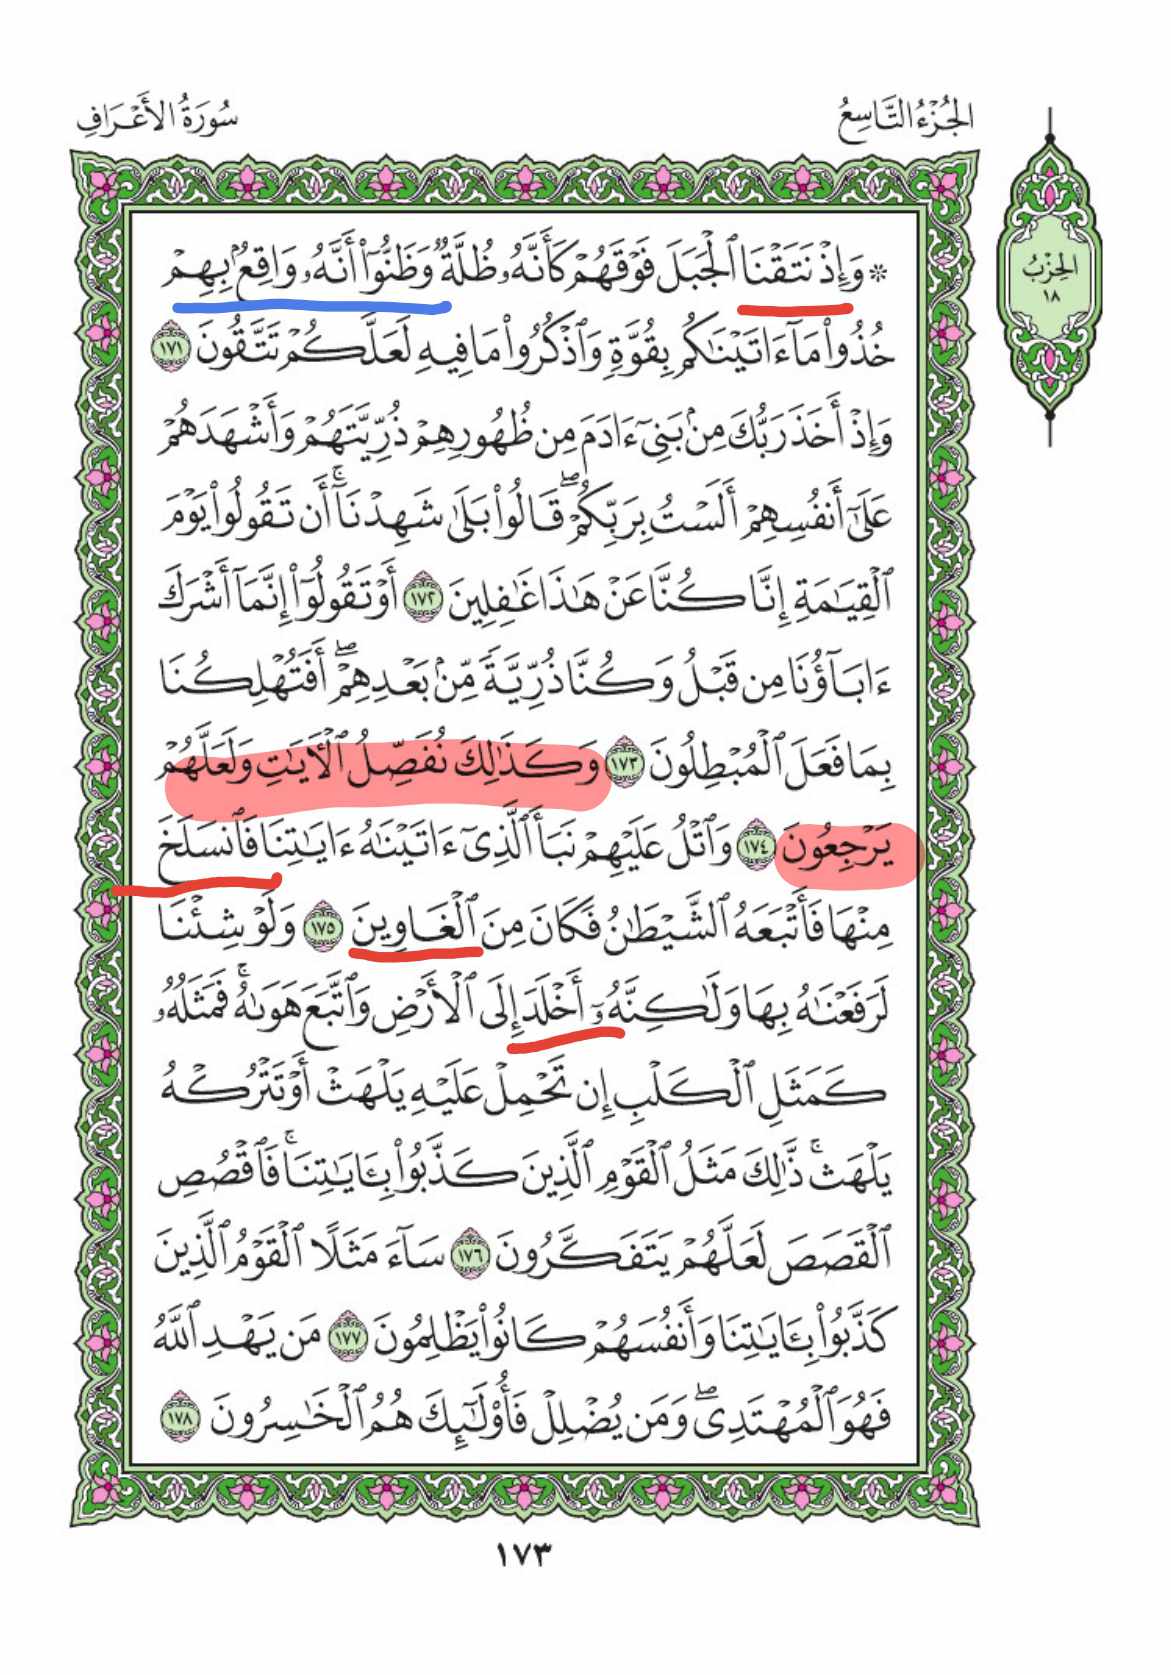 الجُزْءُ التَّاسِعُ
سُورَةُ الأَعْرَافِ
الحِزْبُ
١٨
۞ وَإِذۡ نَتَقۡنَا ٱلۡجَبَلَ فَوۡقَهُمۡ كَأَنَّهُۥ ظُلَّةٞ وَظَنُّوٓاْ أَنَّهُۥ وَاقِعُۢ بِهِمۡ
خُذُواْ مَآ ءَاتَيۡنَٰكُم بِقُوَّةٖ وَٱذۡكُرُواْ مَا فِيهِ لَعَلَّكُمۡ تَتَّقُونَ ١٧١
وَإِذۡ أَخَذَ رَبُّكَ مِنۢ بَنِيٓ ءَادَمَ مِن ظُهُورِهِمۡ ذُرِّيَّتَهُمۡ وَأَشۡهَدَهُمۡ
عَلَىٰٓ أَنفُسِهِمۡ أَلَسۡتُ بِرَبِّكُمۡۖ قَالُواْ بَلَىٰ شَهِدۡنَآۚ أَن تَقُولُواْ يَوۡمَ
ٱلۡقِيَٰمَةِ إِنَّا كُنَّا عَنۡ هَٰذَا غَٰفِلِينَ ١٧٢ أَوۡ تَقُولُوٓاْ إِنَّمَآ أَشۡرَكَ
ءَابَآؤُنَا مِن قَبۡلُ وَكُنَّا ذُرِّيَّةٗ مِّنۢ بَعۡدِهِمۡۖ أَفَتُهۡلِكُنَا
بِمَا فَعَلَ ٱلۡمُبۡطِلُونَ ١٧٣ وَكَذَٰلِكَ نُفَصِّلُ ٱلۡأٓيَٰتِ وَلَعَلَّهُمۡ
يَرۡجِعُونَ ١٧٤ وَٱتۡلُ عَلَيۡهِمۡ نَبَأَ ٱلَّذِيٓ ءَاتَيۡنَٰهُ ءَايَٰتِنَا فَٱنسَلَخَ
مِنۡهَا فَأَتۡبَعَهُ ٱلشَّيۡطَٰنُ فَكَانَ مِنَ ٱلۡغَاوِينَ ١٧٥ وَلَوۡ شِئۡنَا
لَرَفَعۡنَٰهُ بِهَا وَلَٰكِنَّهُۥٓ أَخۡلَدَ إِلَى ٱلۡأَرۡضِ وَٱتَّبَعَ هَوَىٰهُۚ فَمَثَلُهُۥ
كَمَثَلِ ٱلۡكَلۡبِ إِن تَحۡمِلۡ عَلَيۡهِ يَلۡهَثۡ أَوۡ تَتۡرُكۡهُ
يَلۡهَثۚ ذَّٰلِكَ مَثَلُ ٱلۡقَوۡمِ ٱلَّذِينَ كَذَّبُواْ بِـَٔايَٰتِنَاۚ فَٱقۡصُصِ
ٱلۡقَصَصَ لَعَلَّهُمۡ يَتَفَكَّرُونَ ١٧٦ سَآءَ مَثَلًا ٱلۡقَوۡمُ ٱلَّذِينَ
كَذَّبُواْ بِـَٔايَٰتِنَا وَأَنفُسَهُمۡ كَانُواْ يَظۡلِمُونَ ١٧٧ مَن يَهۡدِ ٱللَّهُ
فَهُوَ ٱلۡمُهۡتَدِيۖ وَمَن يُضۡلِلۡ فَأُوْلَٰٓئِكَ هُمُ ٱلۡخَٰسِرُونَ ١٧٨
١٧٣